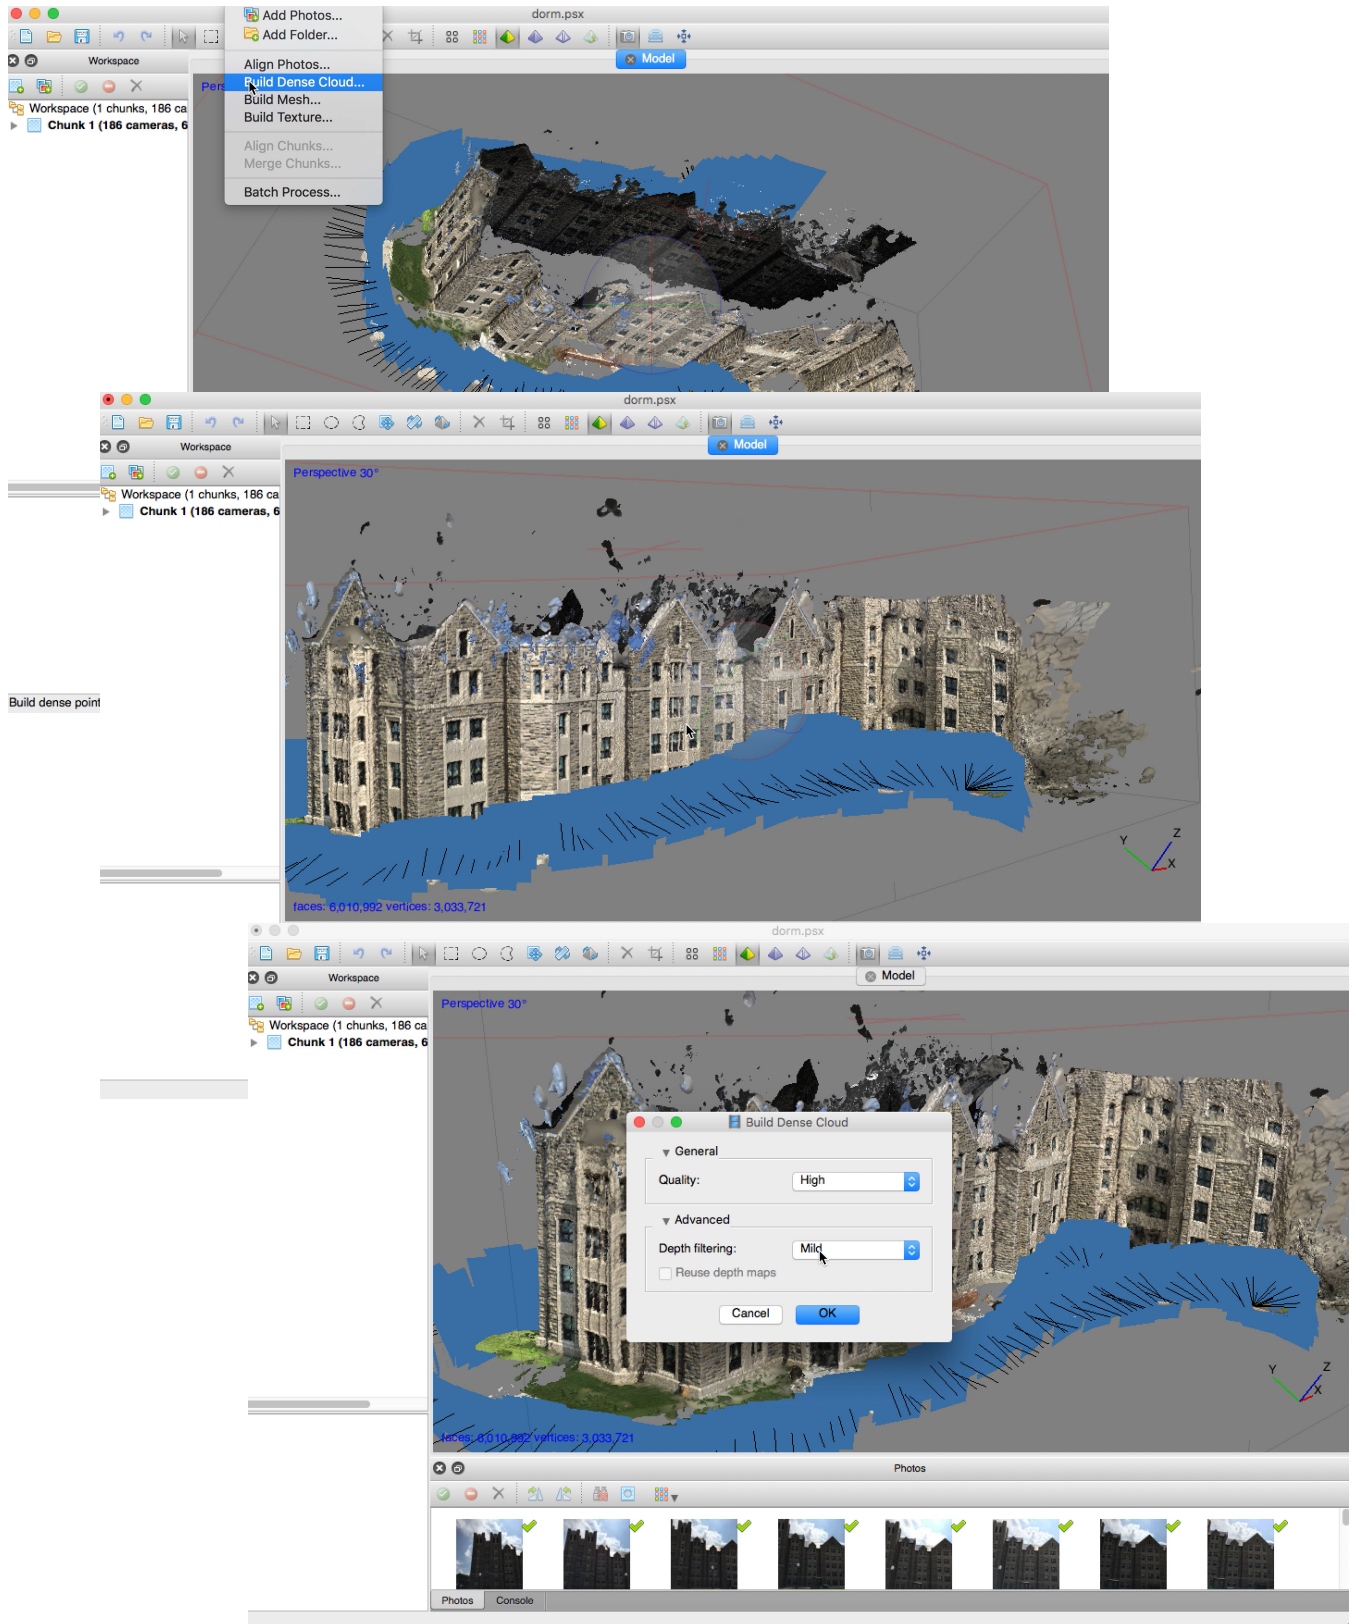 Add Photos...
dorm.psx
Add Folder...
Workspace
Align Photos...
Model
Build Dense Cloud...
Pers
Build Mesh...
Workspace (1 chunks, 186 ca
Build Texture...
Chunk 1 (186 cameras, 6
Align Chunks...
Merge Chunks...
Batch Process...
dorm.psx
Workspace
Model
Perspective 30°
Workspace (1 chunks, 186 ca
Chunk 1 (186 cameras, 6
Build dense point
Y
Z
X
faces: 6,010,992 vertices: 3,033,721
dorm.psx
Workspace
Model
Perspective 30°
Workspace (1 chunks, 186 ca
Chunk 1 (186 cameras, 6
Build Dense Cloud
General
Quality:
High
Advanced
Depth filtering:
Mild
Reuse depth maps
Cancel
OK
Y
Z
X
faces: 6,010,992 vertices: 3,033,721
Photos
Photos
Console